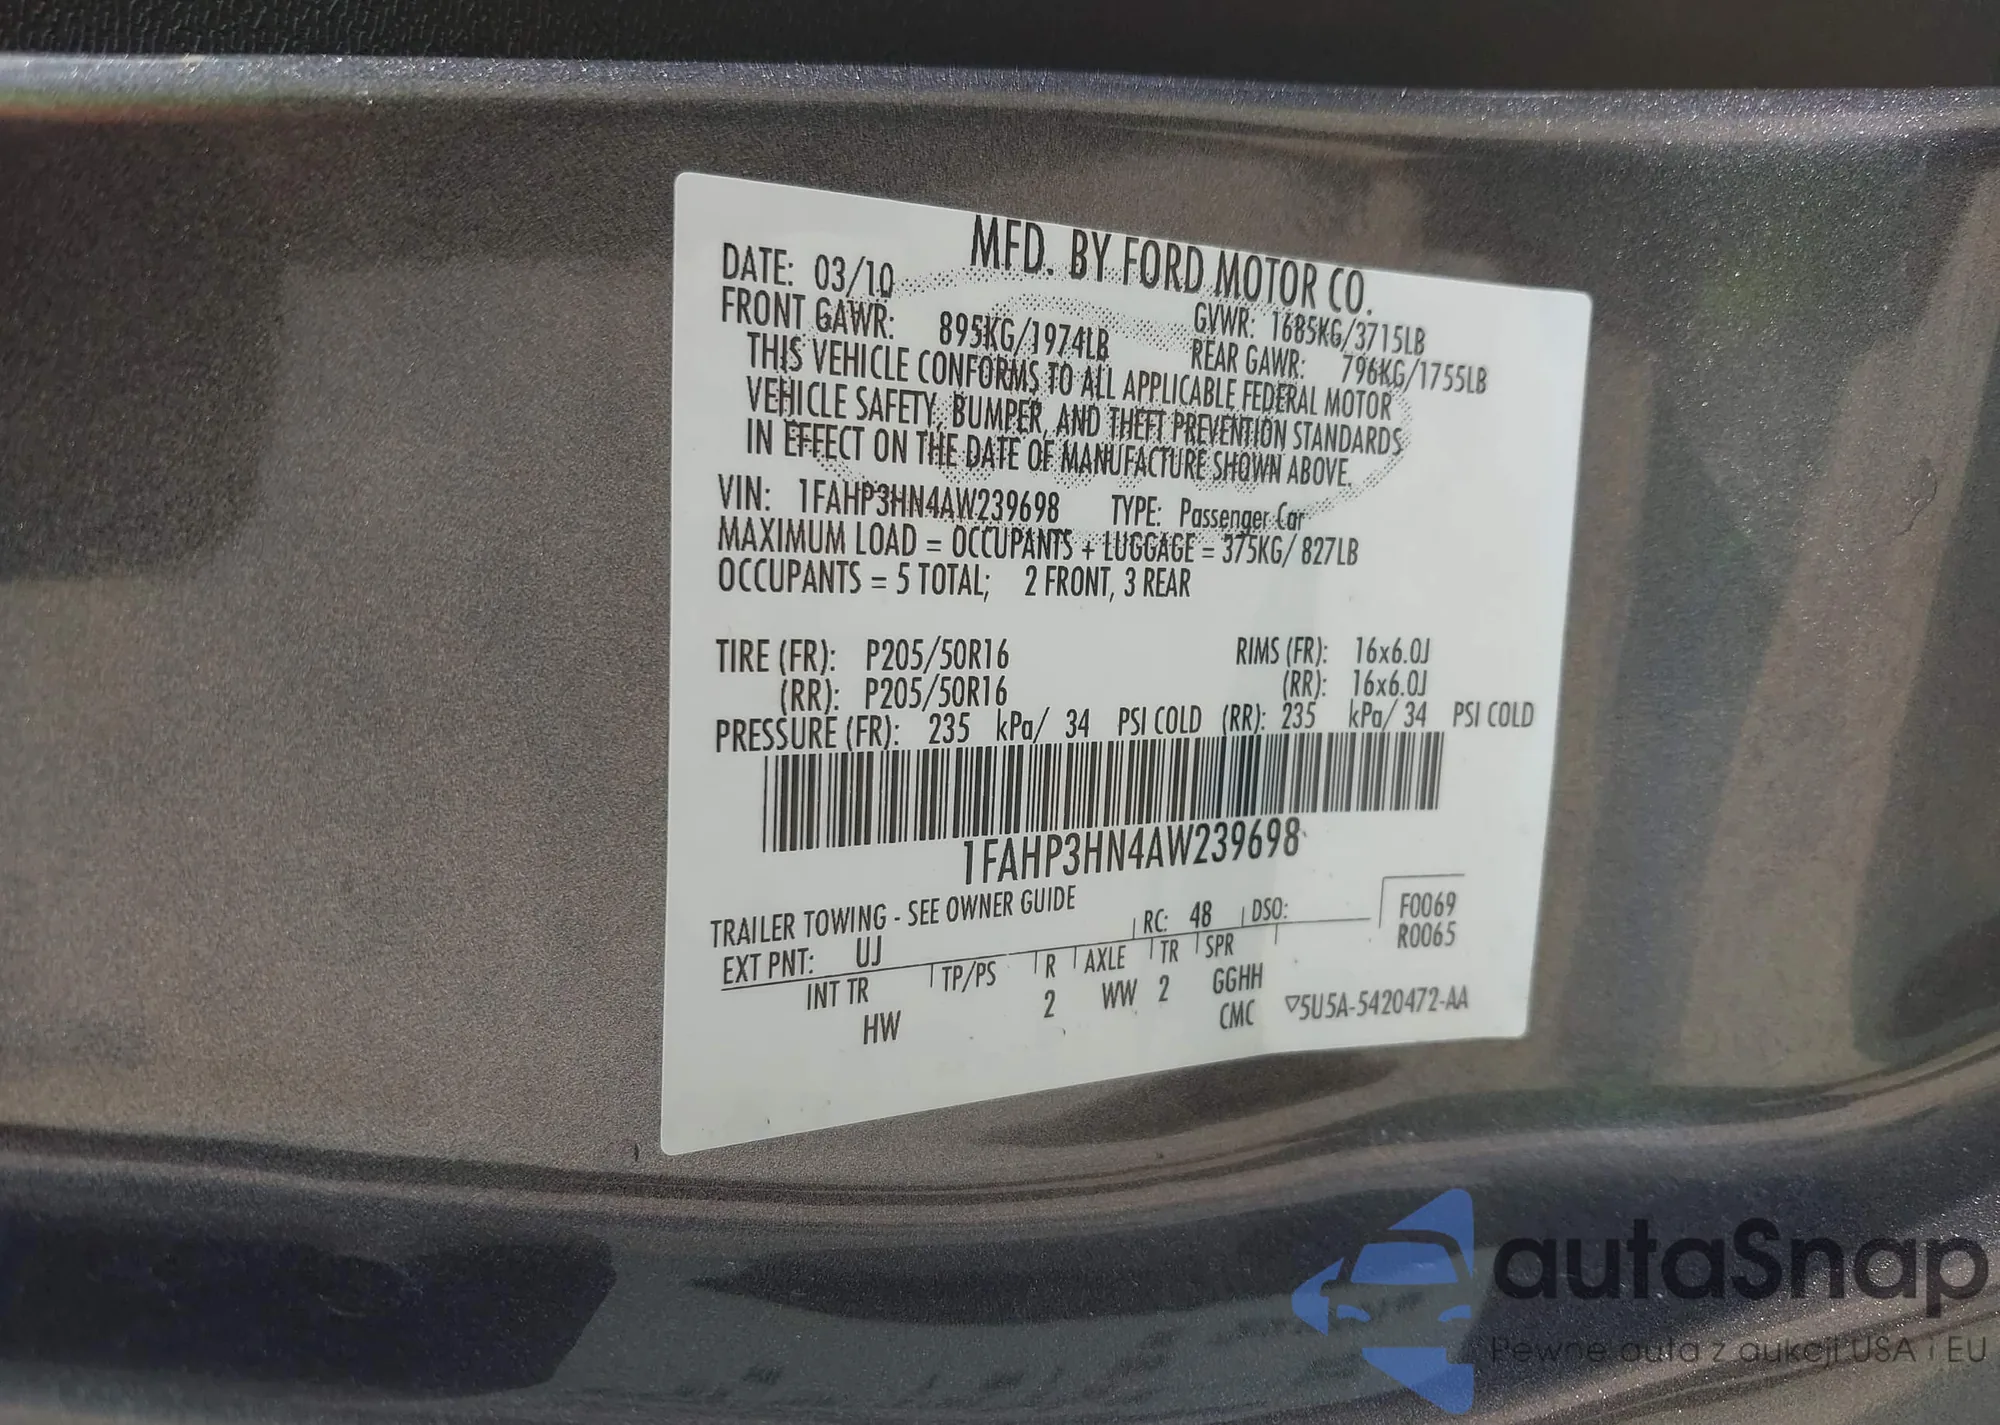 MFD. BY FORD MOTOR CO.
DATE: 03/10 GVWR: 1685KG/3715LB
FRONT GAWR: 895KG/1974LB REAR GAWR: 796KG/1755LB
THIS VEHICLE CONFORMS TO ALL APPLICABLE FEDERAL MOTOR
VEHICLE SAFETY, BUMPER, AND THEFT PREVENTION STANDARDS
IN EFFECT ON THE DATE OF MANUFACTURE SHOWN ABOVE.
VIN: 1FAHP3HN4AW239698 TYPE: Passenger Car
MAXIMUM LOAD = OCCUPANTS + LUGGAGE = 375KG/ 827LB
OCCUPANTS = 5 TOTAL; 2 FRONT, 3 REAR
TIRE (FR): P205/50R16 RIMS (FR): 16x6.0J
(RR): P205/50R16 (RR): 16x6.0J
PRESSURE (FR): 235 kPa/ 34 PSI COLD (RR): 235 kPa/ 34 PSI COLD
1FAHP3HN4AW239698
TRAILER TOWING - SEE OWNER GUIDE
EXT PNT: UJ RC: 48 DSO: F0069
R0065
INT TR TP/PS R AXLE TR SPR
HW 2 WW 2 GGHH
CMC ▽5U5A-5420472-AA
autaSnap
Pewne auta z aukcji USA i EU